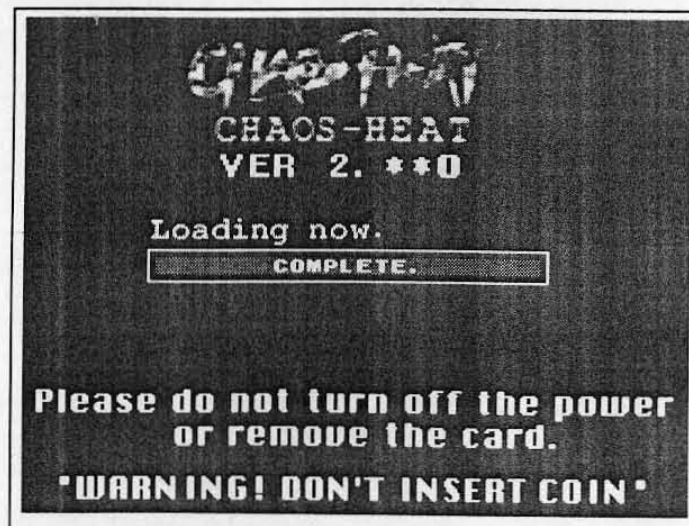 CHAOS-HEAT
VER 2. **0
Loading now.
COMPLETE.
Please do not turn off the power
or remove the card.
"WARNING! DON'T INSERT COIN"